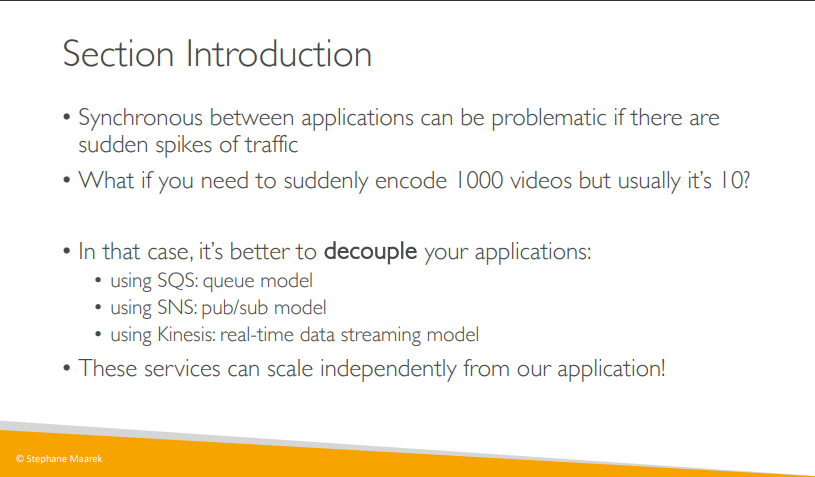 Section Introduction
• Synchronous between applications can be problematic if there are
sudden spikes of traffic
• What if you need to suddenly encode 1000 videos but usually it's 10?
• In that case, it's better to decouple your applications:
• using SQS: queue model
• using SNS: pub/sub model
• using Kinesis: real-time data streaming model
• These services can scale independently from our application!
© Stephane Maarek